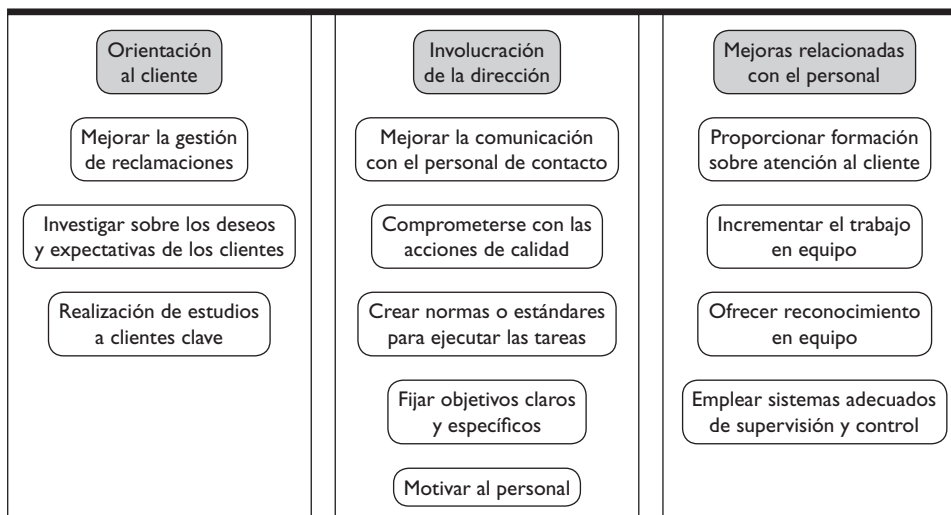 Orientación
al cliente
Mejorar la gestión
de reclamaciones
Investigar sobre los deseos
y expectativas de los clientes
Realización de estudios
a clientes clave
Involucración
de la dirección
Mejorar la comunicación
con el personal de contacto
Comprometerse con las
acciones de calidad
Crear normas o estándares
para ejecutar las tareas
Fijar objetivos claros
y específicos
Motivar al personal
Mejoras relacionadas
con el personal
Proporcionar formación
sobre atención al cliente
Incrementar el trabajo
en equipo
Ofrecer reconocimiento
en equipo
Emplear sistemas adecuados
de supervisión y control